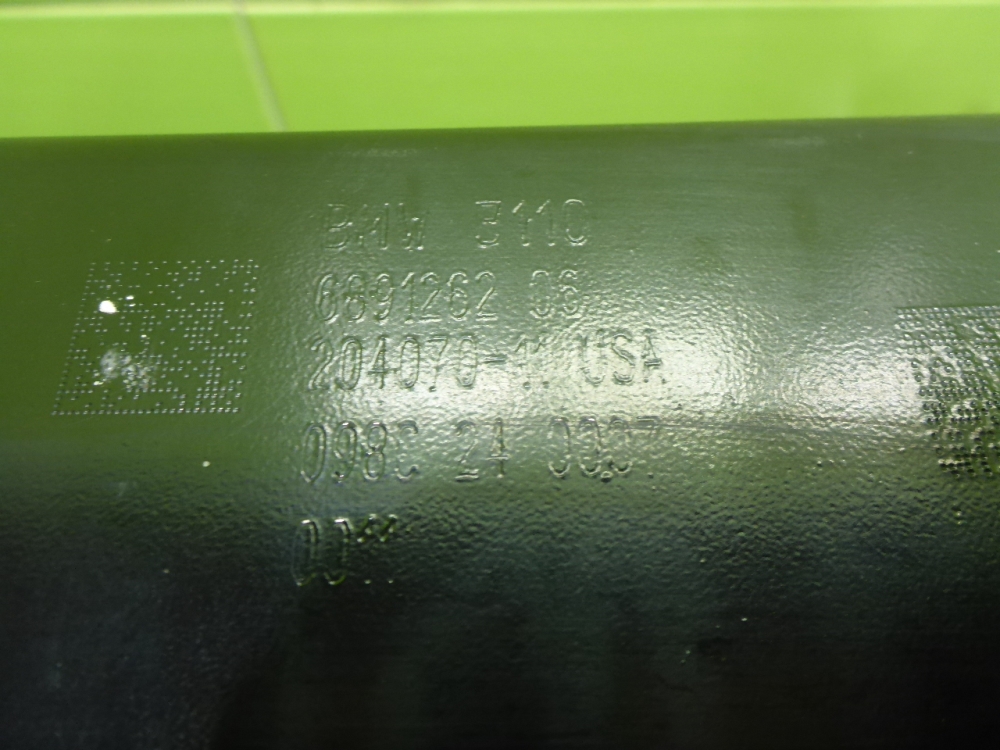 BMW 3110
6891262 06
204070-11 USA
098C 24 0007